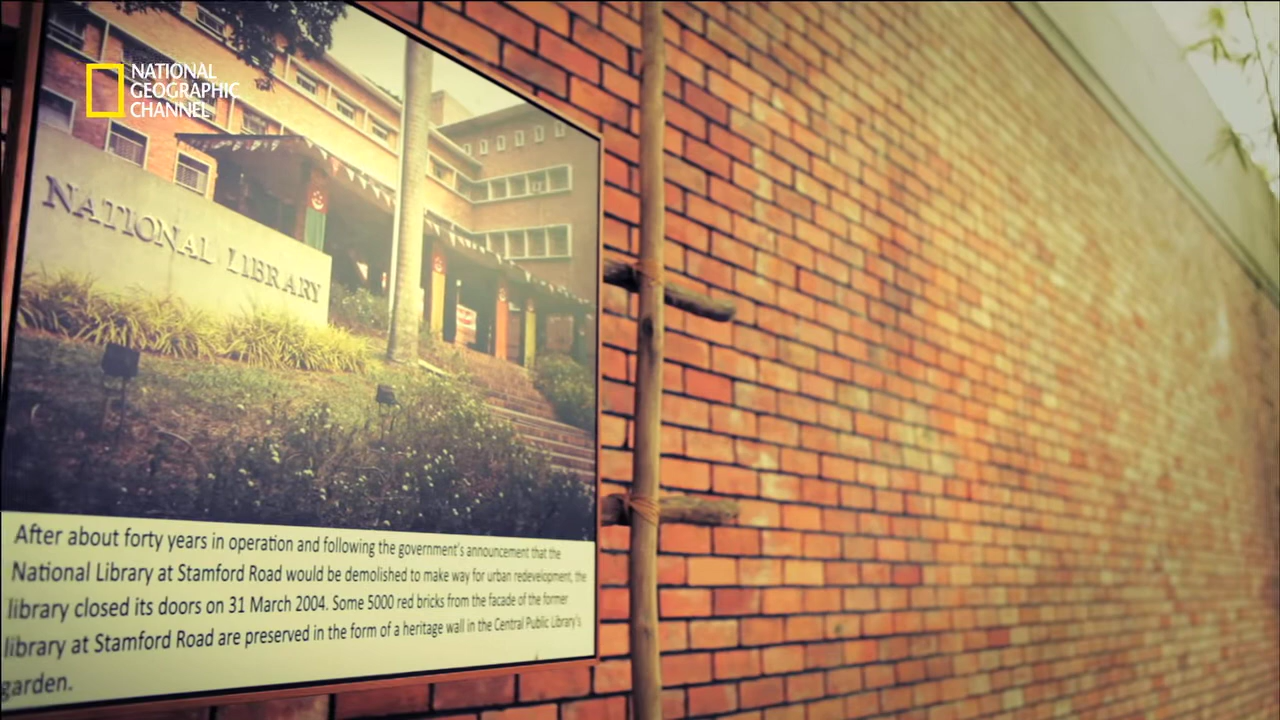 NATIONAL
GEOGRAPHIC
CHANNEL
NATIONAL LIBRARY
After about forty years in operation and following the government's announcement that the
National Library at Stamford Road would be demolished to make way for urban redevelopment, the
library closed its doors on 31 March 2004. Some 5000 red bricks from the facade of the former
library at Stamford Road are preserved in the form of a heritage wall in the Central Public Library's
garden.